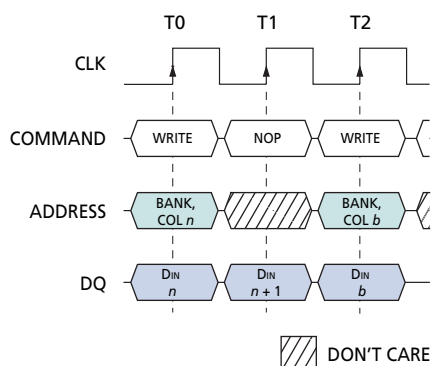 T0 T1 T2
CLK
COMMAND WRITE NOP WRITE
ADDRESS BANK, COL n BANK, COL b
DQ DIN n DIN n + 1 DIN b
DON'T CARE